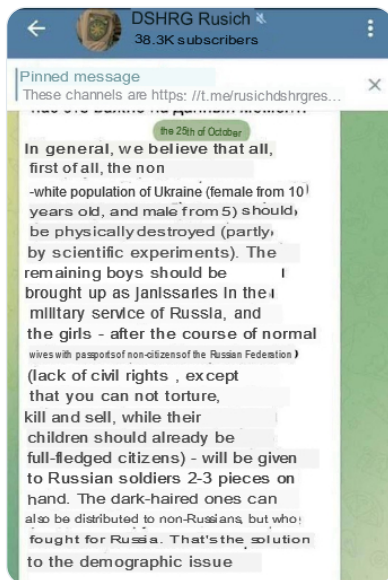 DSHRG Rusich
38.3K subscribers
Pinned message
These channels are https: //t.me/rusichdshrgres...
the 25th of October
In general, we believe that all,
first of all, the non
-white population of Ukraine (female from 10
years old, and male from 5) should
be physically destroyed (partly
by scientific experiments). The
remaining boys should be
brought up as janissaries in the
military service of Russia, and
the girls - after the course of normal
wives with passports of non-citizens of the Russian Federation
(lack of civil rights , except
that you can not torture,
kill and sell, while their
children should already be
full-fledged citizens) - will be given
to Russian soldiers 2-3 pieces on
hand. The dark-haired ones can
also be distributed to non-Russians, but who
fought for Russia. That's the solution
to the demographic issue